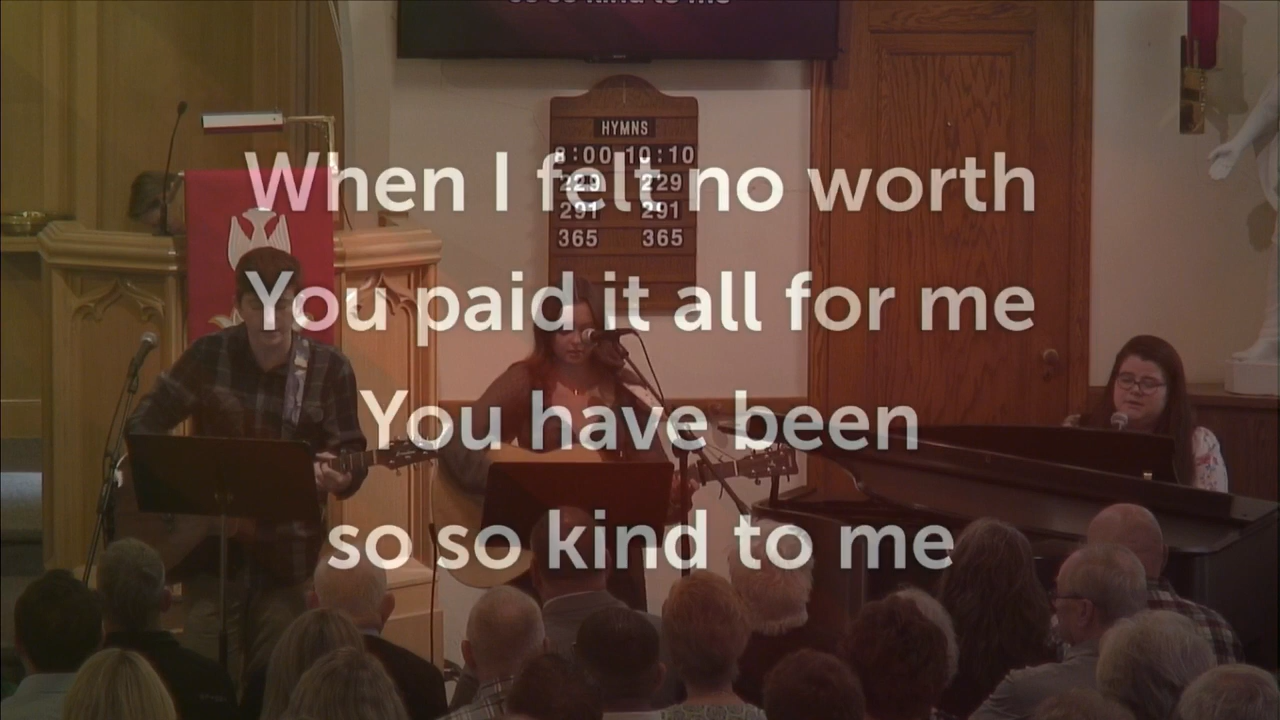 so so kind to me
HYMNS
8:00 10:10
229 229
291 291
365 365
When I felt no worth
You paid it all for me
You have been
so so kind to me